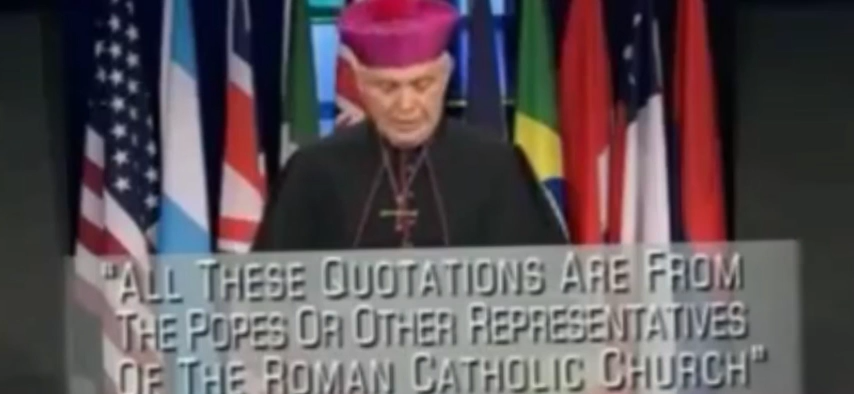 "All These Quotations Are From
The Popes Or Other Representatives
Of The Roman Catholic Church"